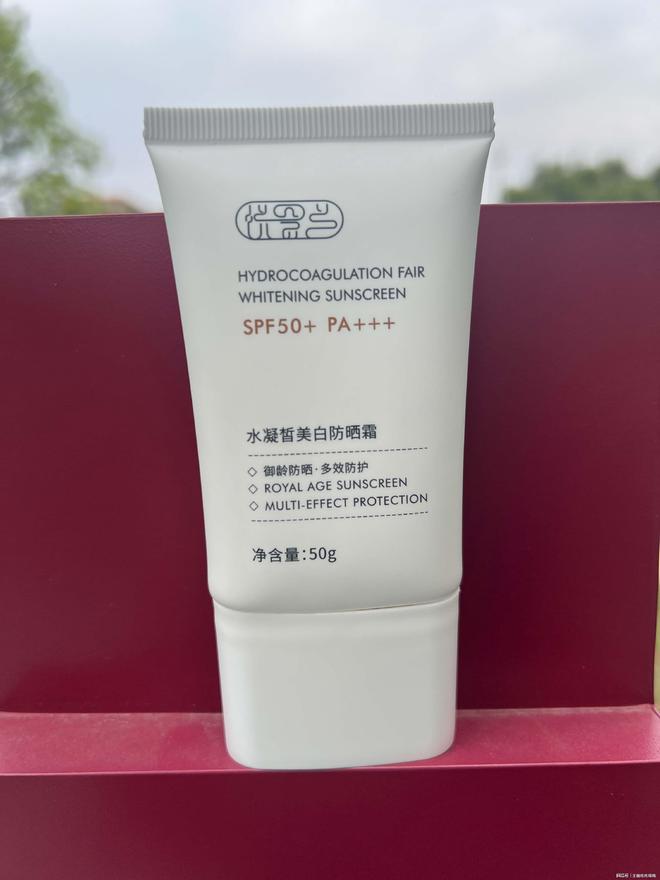 HYDROCOAGULATION FAIR
WHITENING SUNSCREEN
SPF50+ PA+++
水凝皙美白防晒霜
御龄防晒·多效防护
ROYAL AGE SUNSCREEN
MULTI-EFFECT PROTECTION
净含量:50g